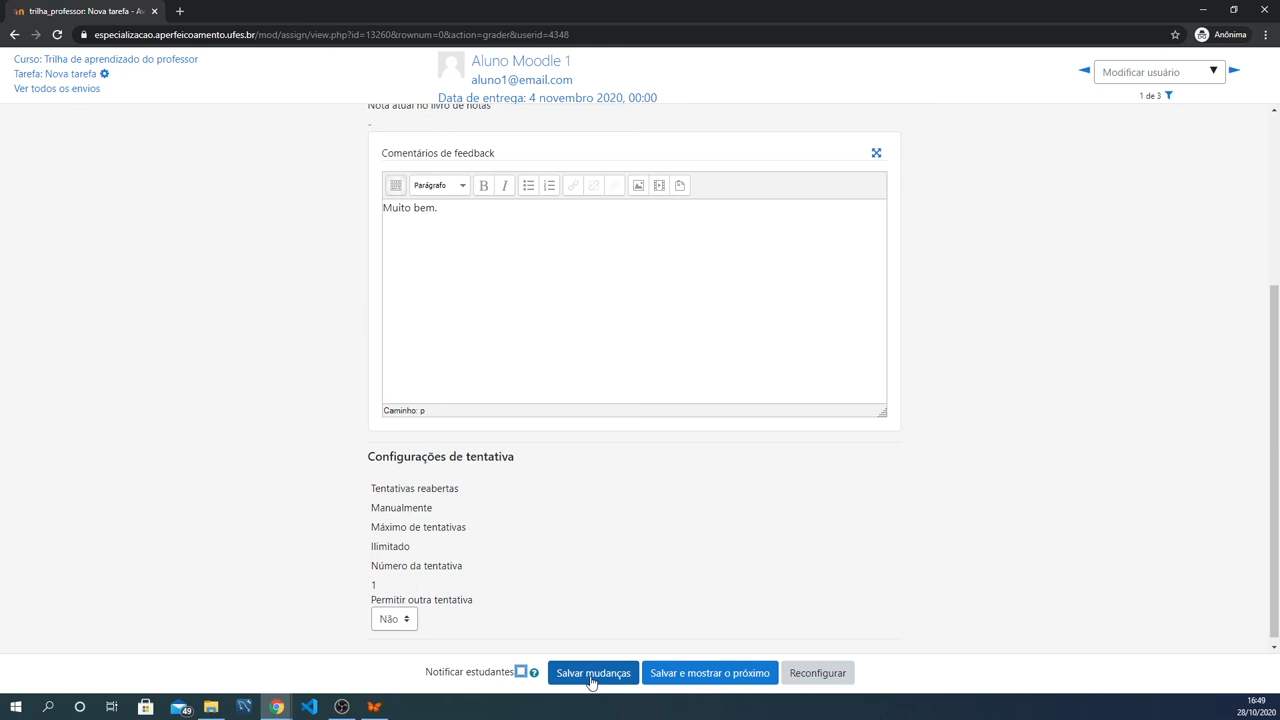 trilha_professor: Nova tarefa - Av
especializacao.aperfeicoamento.ufes.br/mod/assign/view.php?id=13260&rownum=0&action=grader&userid=4348
Anônima
Curso: Trilha de aprendizado do professor
Tarefa: Nova tarefa
Ver todos os envios
Aluno Moodle 1
aluno1@email.com
Data de entrega: 4 novembro 2020, 00:00
Modificar usuário
1 de 3
Nota atual no livro de notas
-
Comentários de feedback
Parágrafo
B I
Muito bem.
Caminho: p
Configurações de tentativa
Tentativas reabertas
Manualmente
Máximo de tentativas
Ilimitado
Número da tentativa
1
Permitir outra tentativa
Não
Notificar estudantes
Salvar mudanças
Salvar e mostrar o próximo
Reconfigurar
49
16:49
28/10/2020